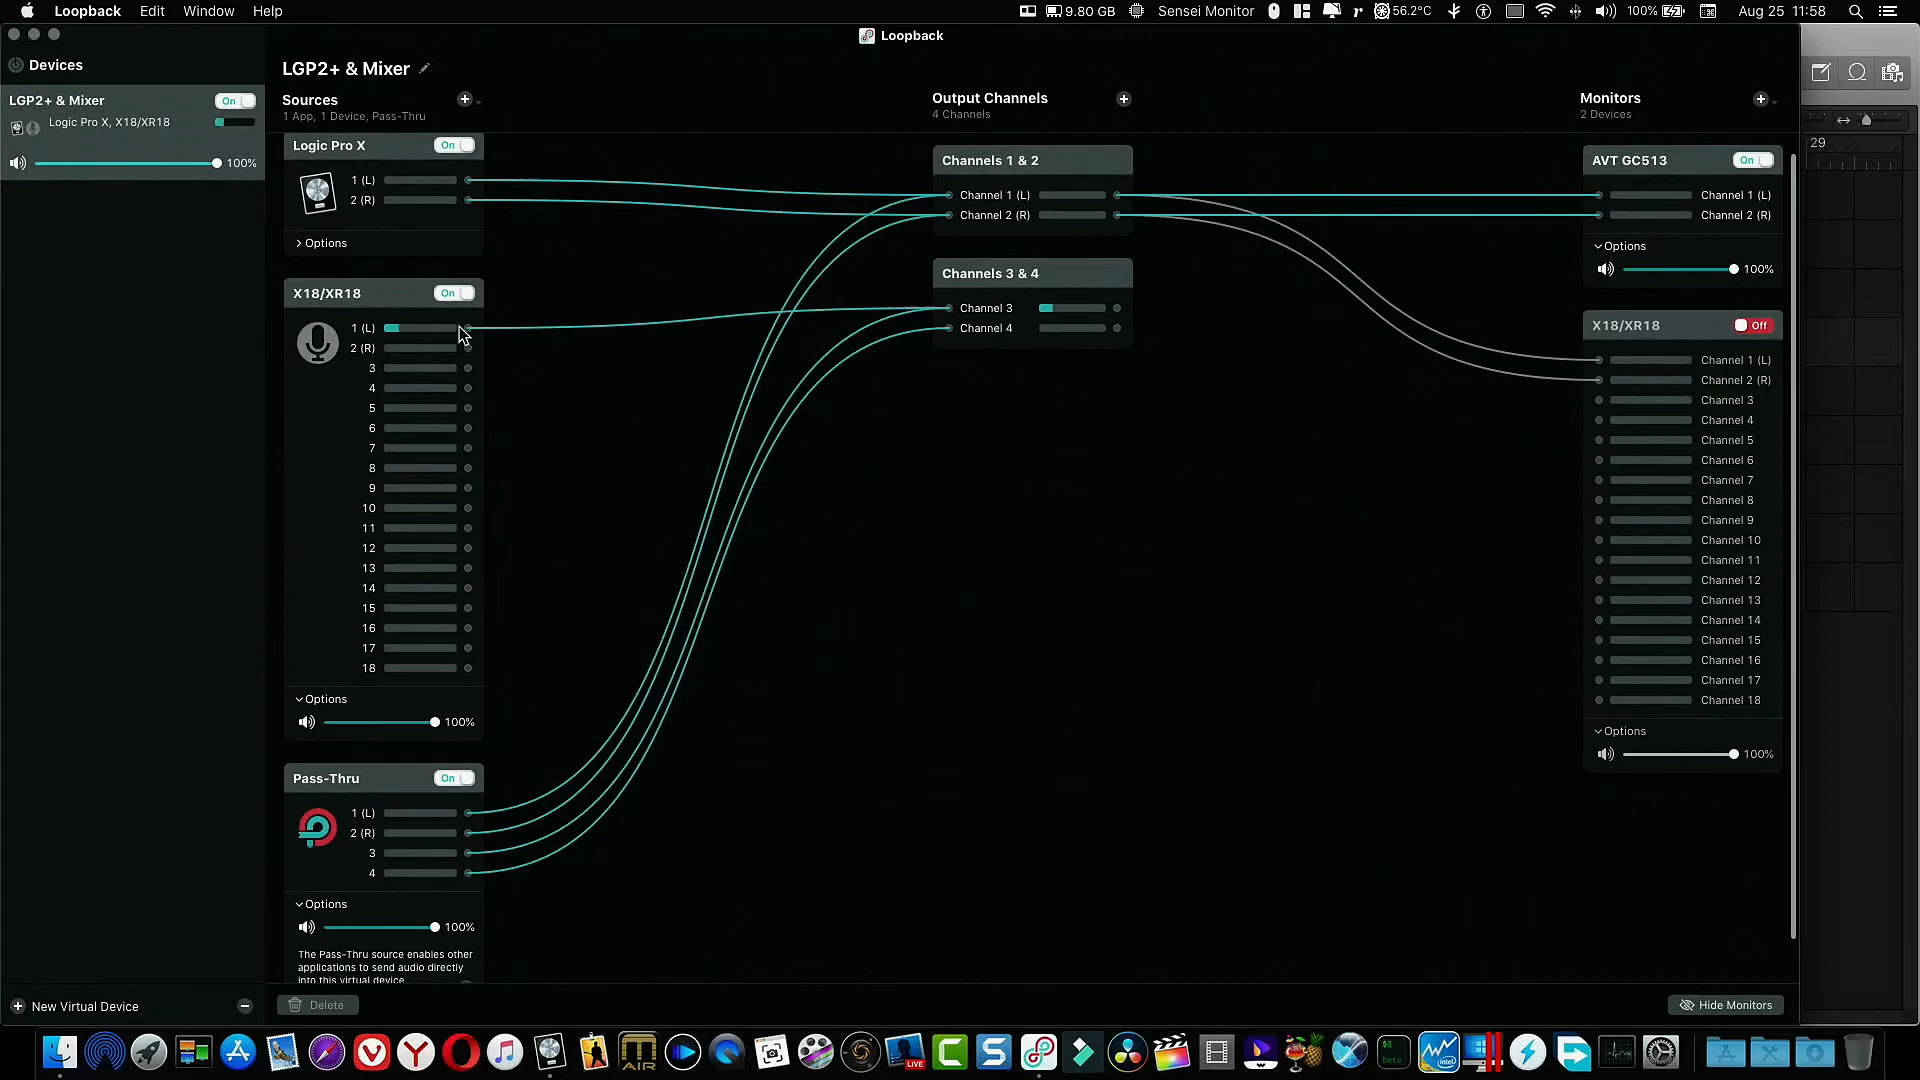 Loopback Edit Window Help
9.80 GB Sensei Monitor 56.2°C 100% Aug 25 11:58
Loopback
Devices
LGP2+ & Mixer On
Logic Pro X, X18/XR18
100%
New Virtual Device
LGP2+ & Mixer
Sources
1 App, 1 Device, Pass-Thru
Logic Pro X On
1 (L)
2 (R)
Options
X18/XR18 On
1 (L)
2 (R)
3
4
5
6
7
8
9
10
11
12
13
14
15
16
17
18
Options
100%
Pass-Thru On
1 (L)
2 (R)
3
4
Options
100%
The Pass-Thru source enables other
applications to send audio directly
into this virtual device.
Delete
Output Channels
4 Channels
Channels 1 & 2
Channel 1 (L)
Channel 2 (R)
Channels 3 & 4
Channel 3
Channel 4
Monitors
2 Devices
AVT GC513 On
Channel 1 (L)
Channel 2 (R)
Options
100%
X18/XR18 Off
Channel 1 (L)
Channel 2 (R)
Channel 3
Channel 4
Channel 5
Channel 6
Channel 7
Channel 8
Channel 9
Channel 10
Channel 11
Channel 12
Channel 13
Channel 14
Channel 15
Channel 16
Channel 17
Channel 18
Options
100%
Hide Monitors
29
AIR
LIVE
$$
Beta
intel